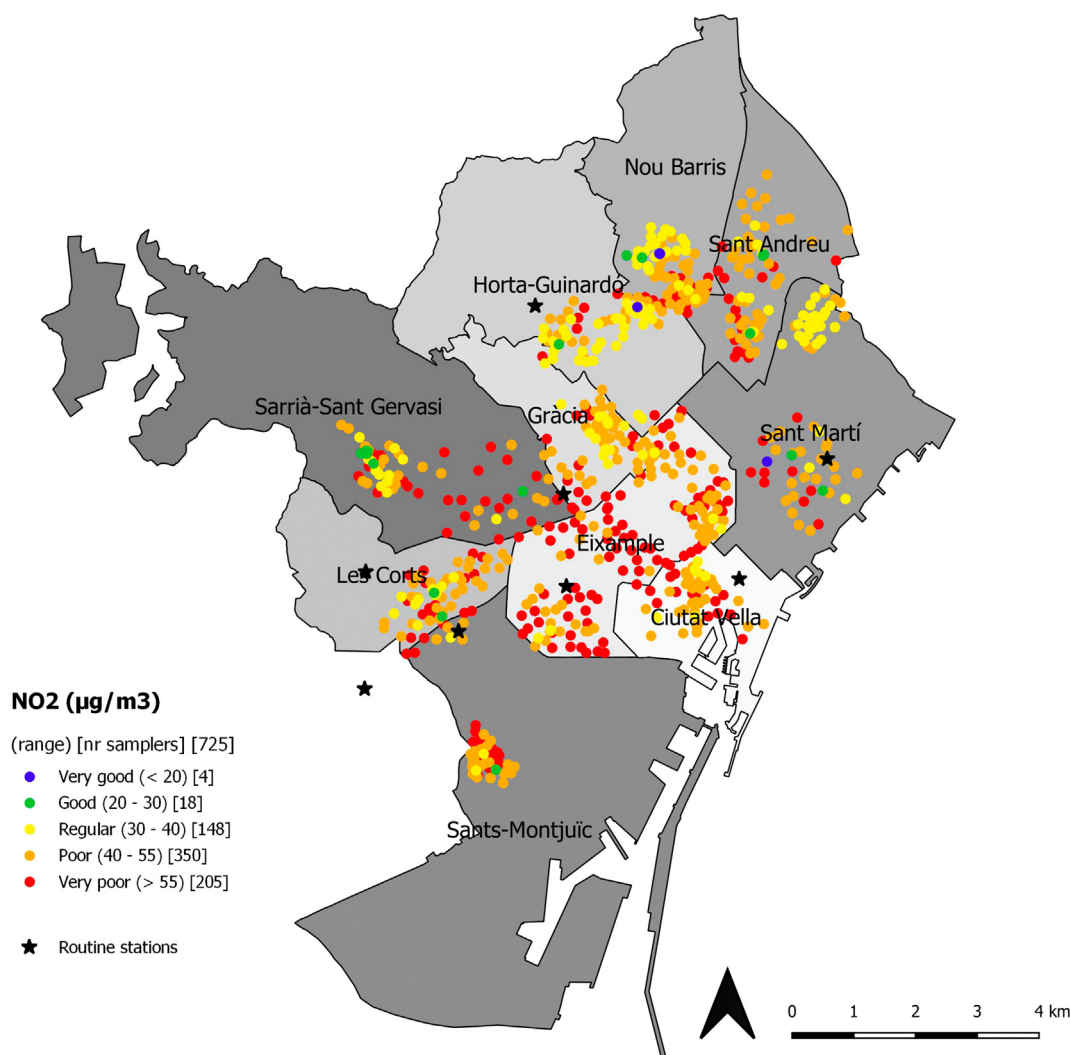 Nou Barris
Sant Andreu
Horta-Guinardó
Sarrià-Sant Gervasi
Gràcia
Sant Martí
Eixample
Les Corts
Ciutat Vella
Sants-Montjuïc
NO2 (µg/m3)
(range) [nr samplers] [725]
Very good (< 20) [4]
Good (20 - 30) [18]
Regular (30 - 40) [148]
Poor (40 - 55) [350]
Very poor (> 55) [205]
Routine stations
0 1 2 3 4 km